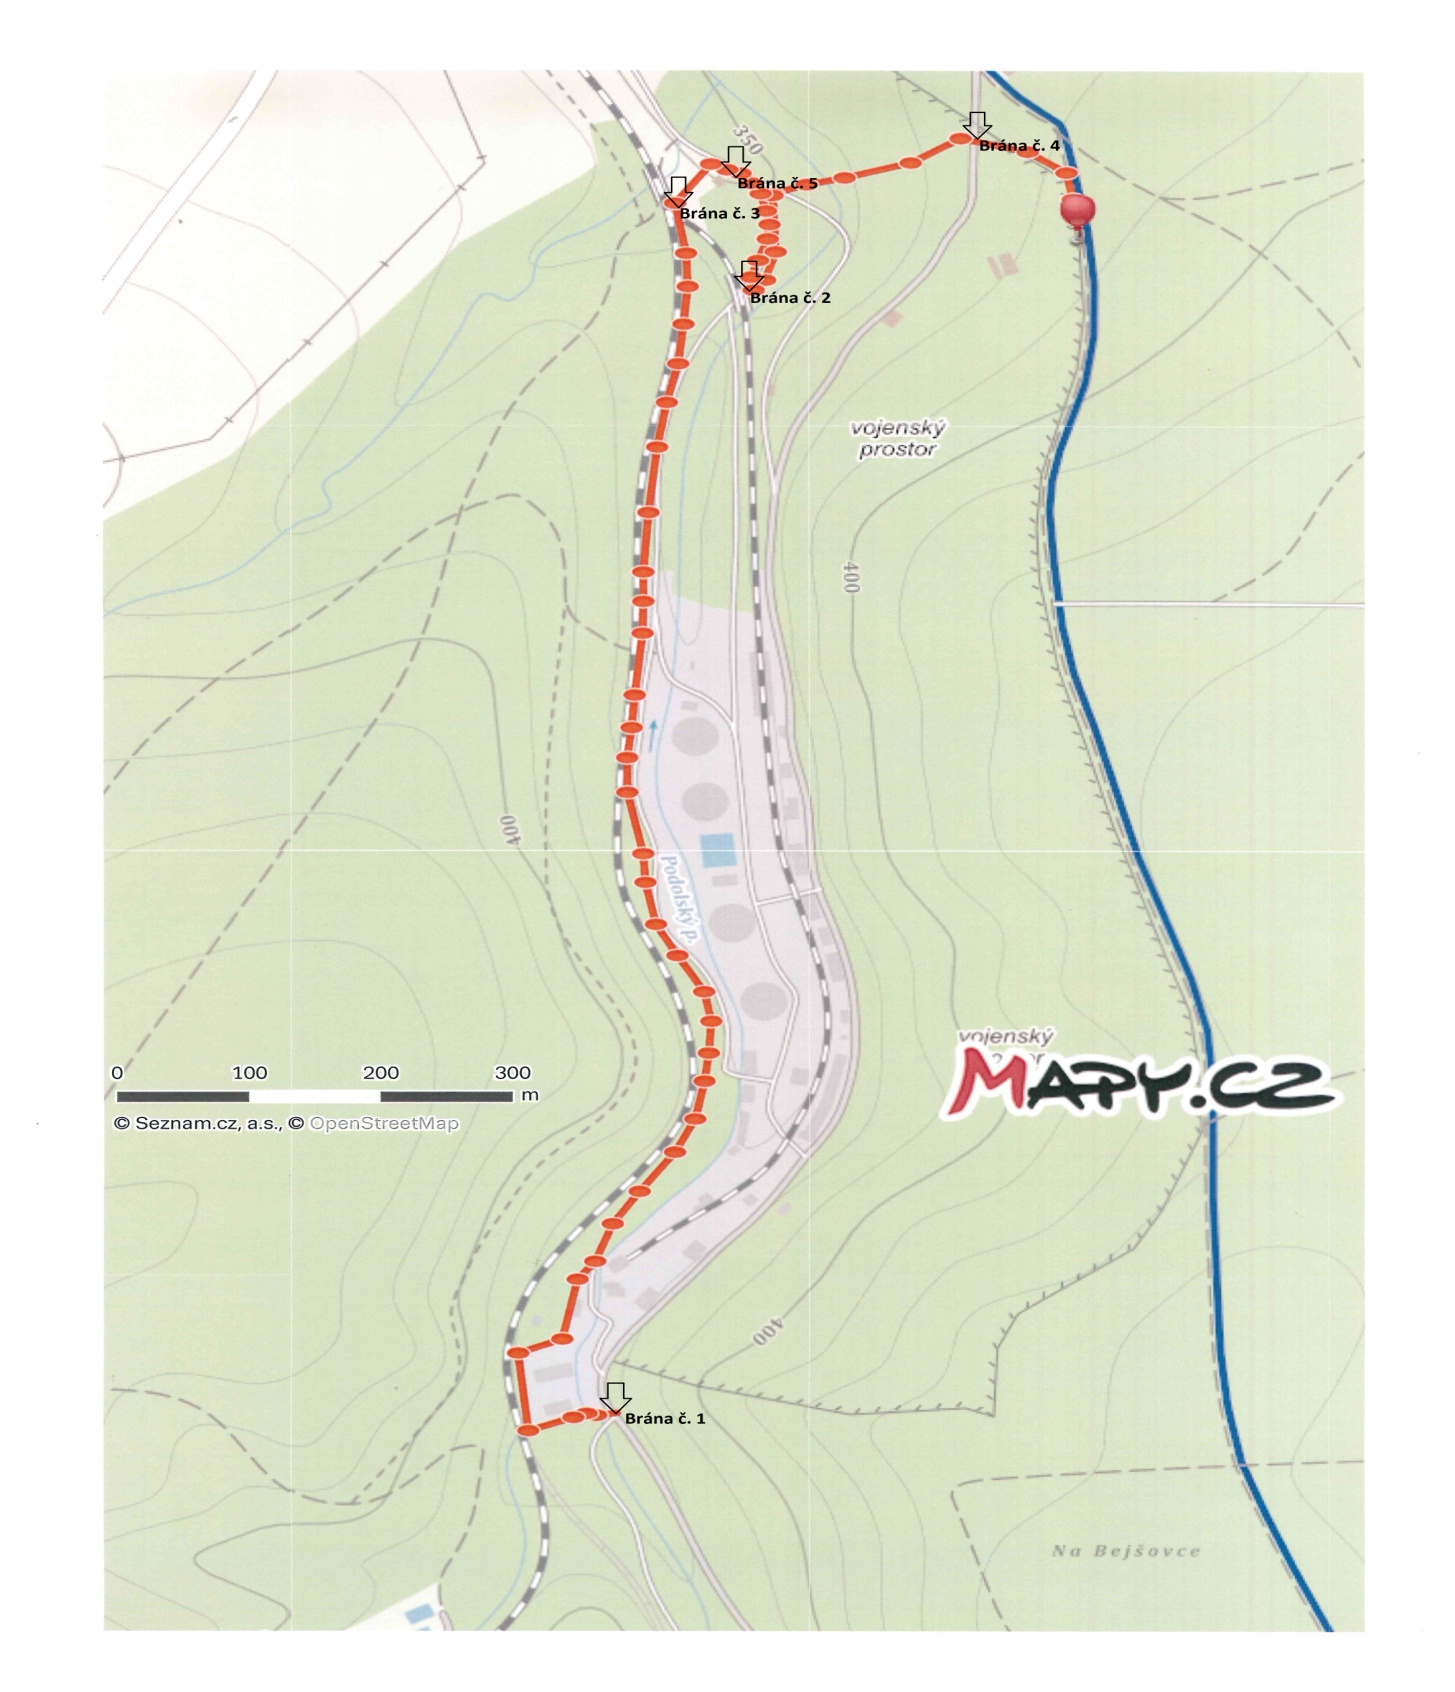 350
Brána č. 4
Brána č. 5
Brána č. 3
Brána č. 2
vojenský
prostor
400
400
Podolský p.
vojenský
MAPY.CZ
0 100 200 300
m
© Seznam.cz, a.s., © OpenStreetMap
400
Brána č. 1
Na Bejšovce